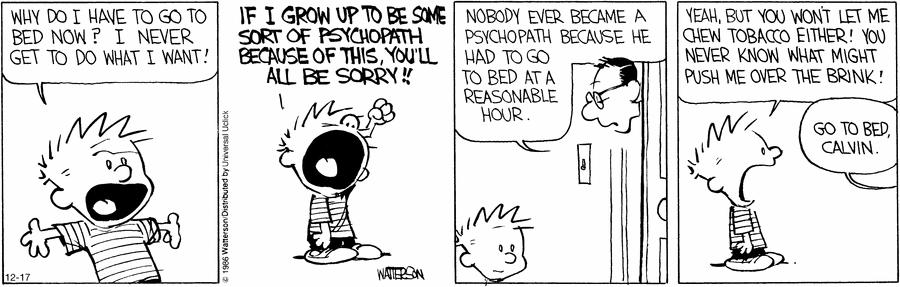 WHY DO I HAVE TO GO TO
BED NOW? I NEVER
GET TO DO WHAT I WANT!
12-17
© 1986 Watterson/Distributed by Universal Uclick
IF I GROW UP TO BE SOME
SORT OF PSYCHOPATH
BECAUSE OF THIS, YOU'LL
ALL BE SORRY!!
WATTERSON
NOBODY EVER BECAME A
PSYCHOPATH BECAUSE HE
HAD TO GO
TO BED AT A
REASONABLE
HOUR.
YEAH, BUT YOU WON'T LET ME
CHEW TOBACCO EITHER! YOU
NEVER KNOW WHAT MIGHT
PUSH ME OVER THE BRINK!
GO TO BED,
CALVIN.